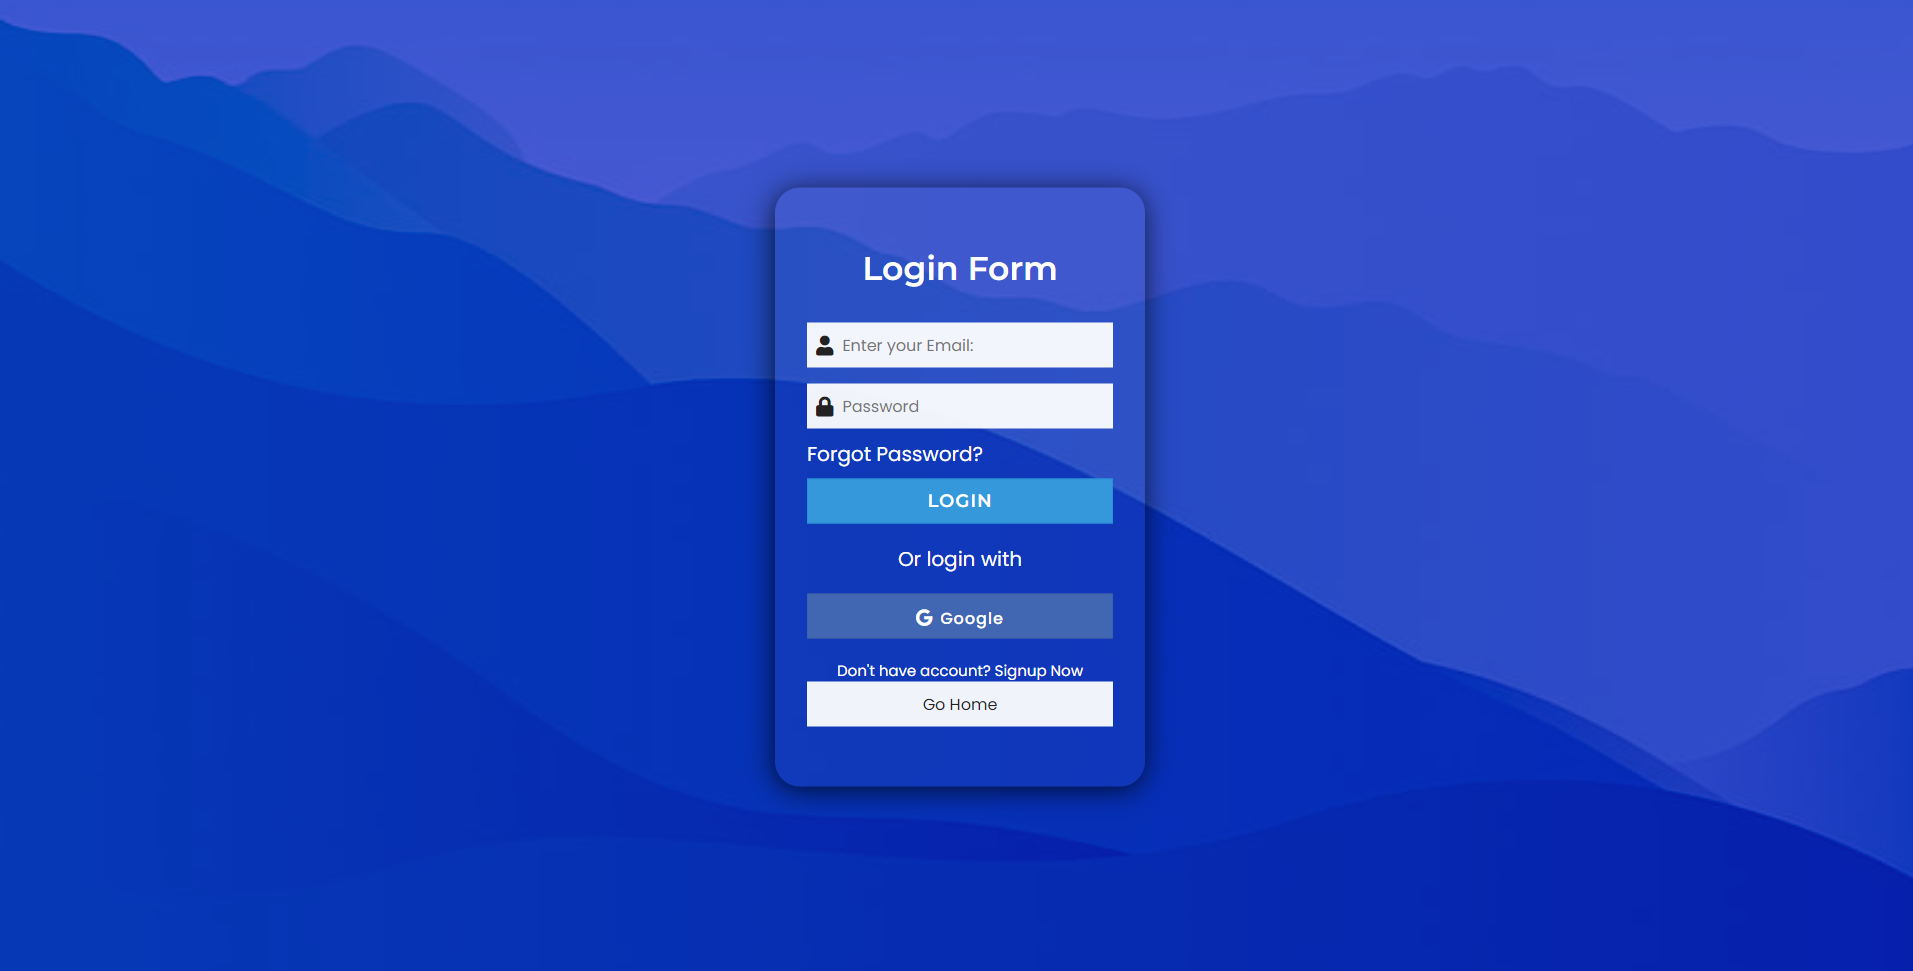 Login Form
Enter your Email:
Password
Forgot Password?
LOGIN
Or login with
Google
Don't have account? Signup Now
Go Home